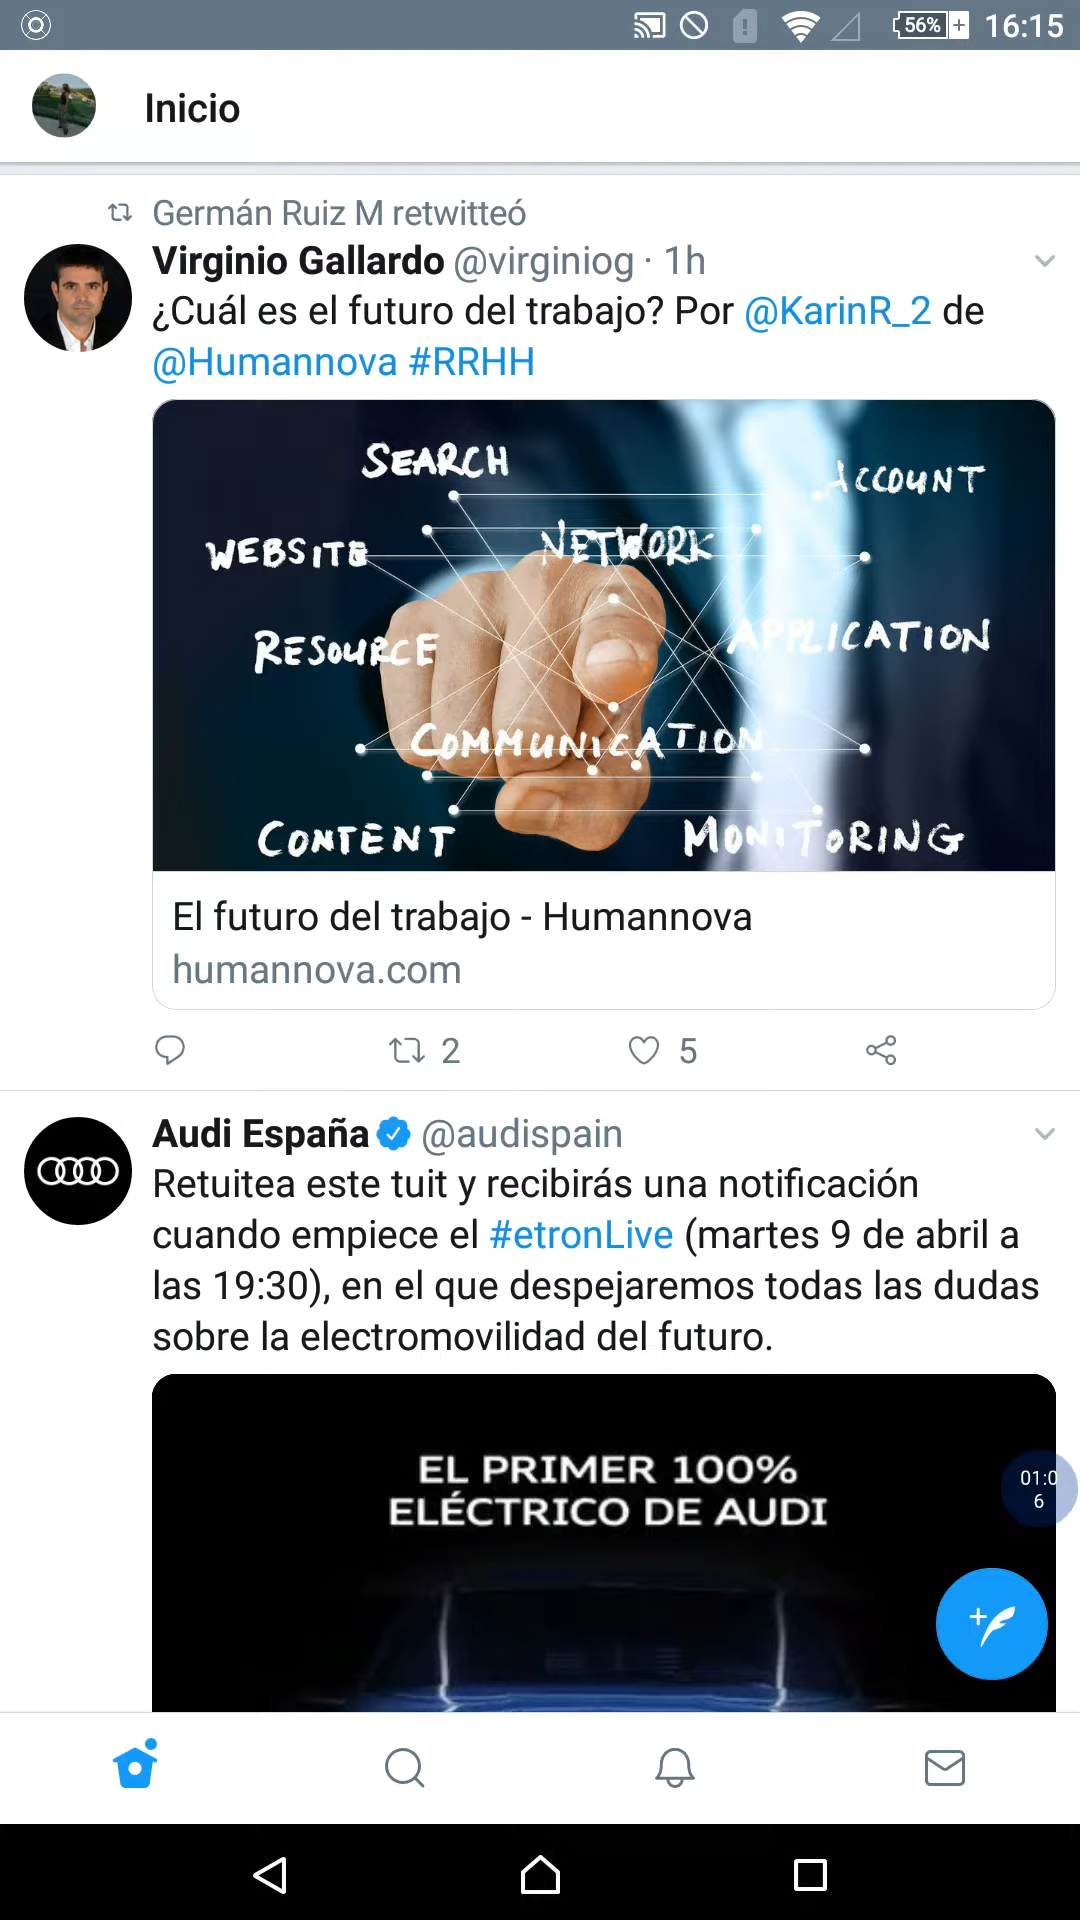 56% 16:15
Inicio
Germán Ruiz M retwitteó
Virginio Gallardo @virginiog · 1h
¿Cuál es el futuro del trabajo? Por @KarinR_2 de
@Humannova #RRHH
SEARCH
ACCOUNT
WEBSITE
NETWORK
RESOURCE
APPLICATION
COMMUNICATION
CONTENT
MONITORING
El futuro del trabajo - Humannova
humannova.com
2 5
Audi España @audispain
Retuitea este tuit y recibirás una notificación
cuando empiece el #etronLive (martes 9 de abril a
las 19:30), en el que despejaremos todas las dudas
sobre la electromovilidad del futuro.
EL PRIMER 100%
ELÉCTRICO DE AUDI
01:0
6